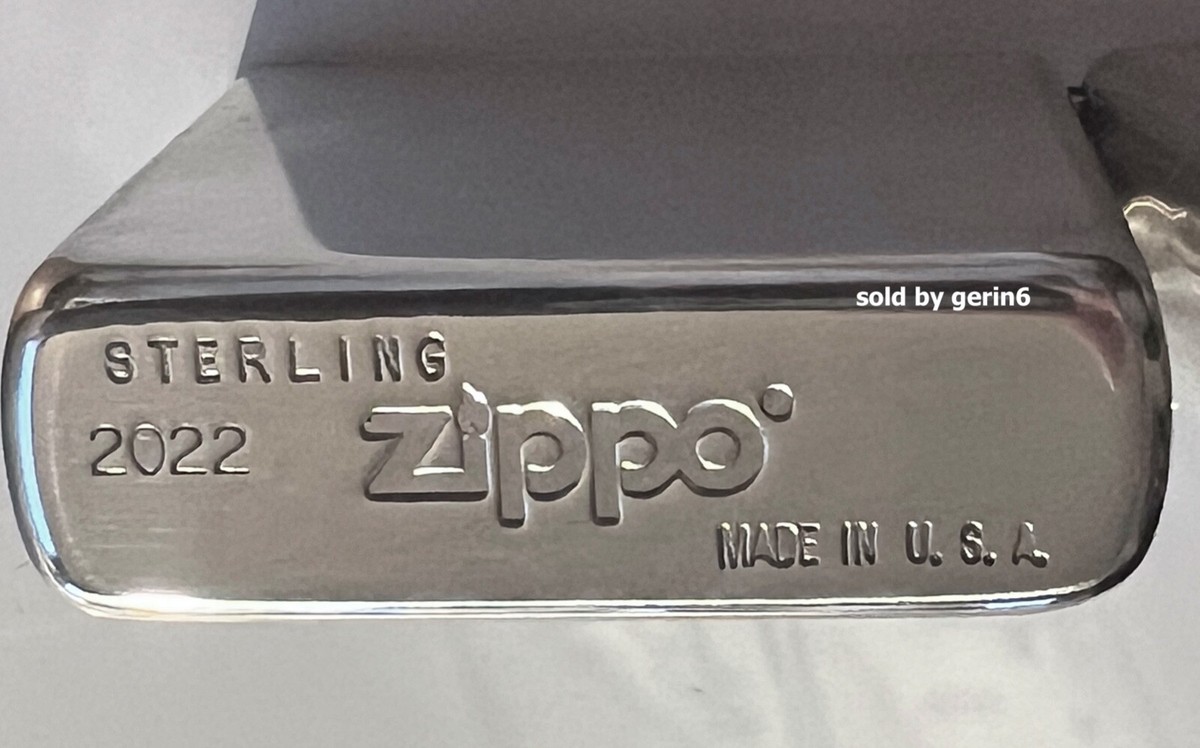 sold by gerin6
STERLING
2022
zippo
MADE IN U. S. A.